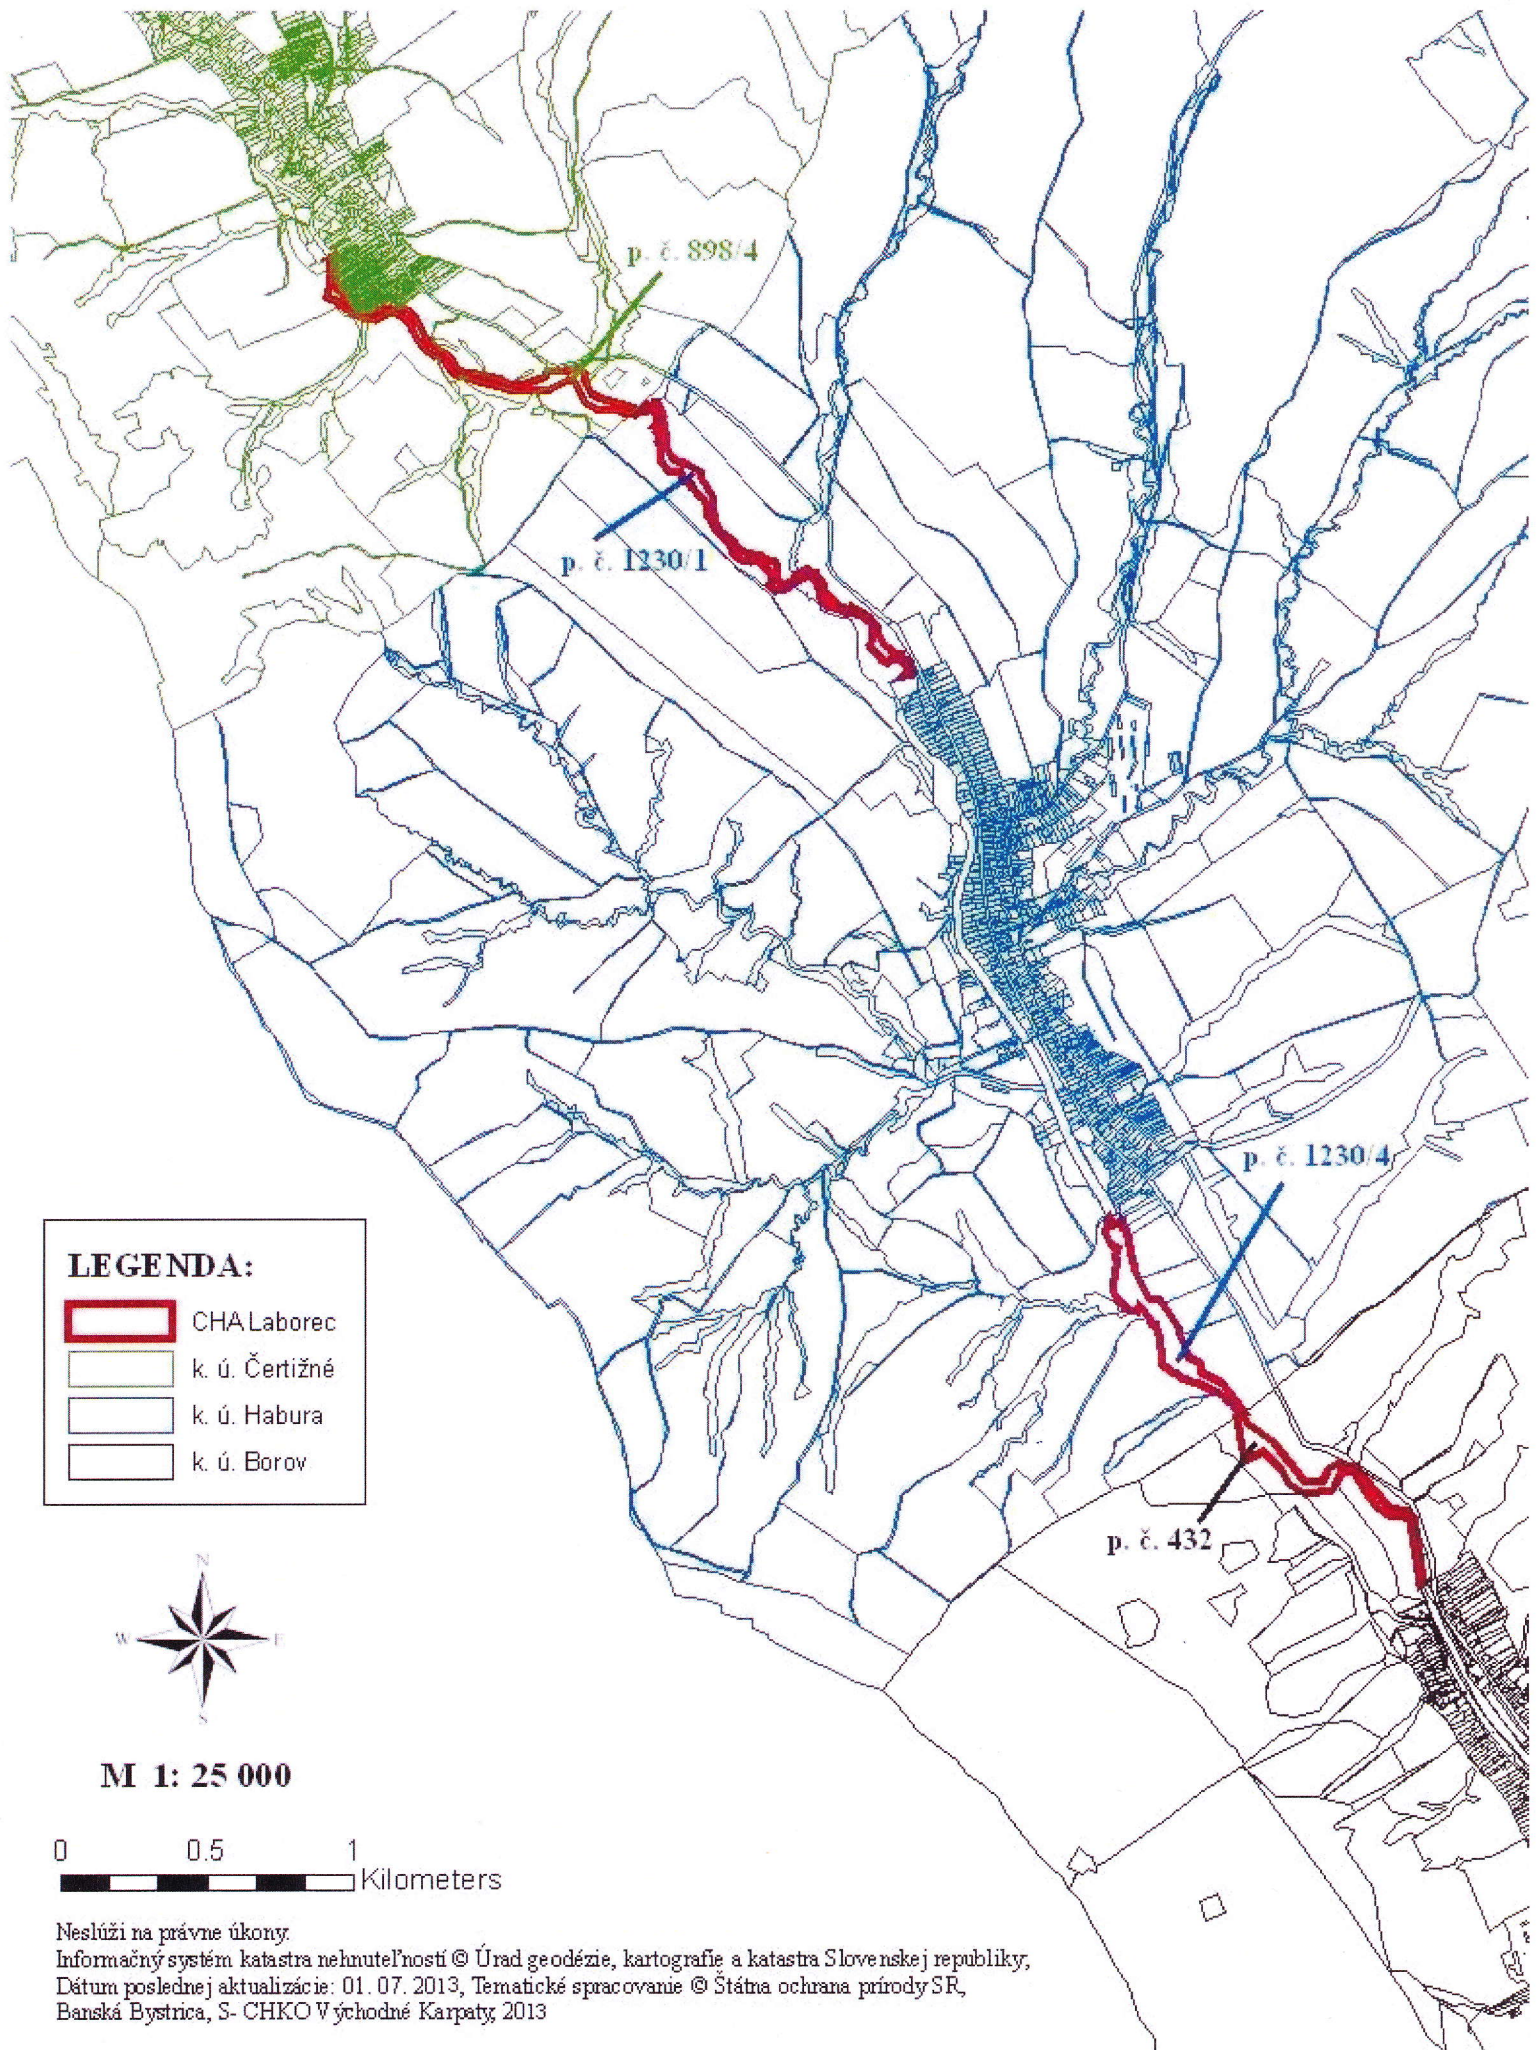 p. č. 898/4
p. č. 1230/1
p. č. 1230/4
p. č. 432
LEGENDA:
CHA Laborec
k. ú. Čertižné
k. ú. Habura
k. ú. Borov
N
W
E
S
M 1: 25 000
0 0.5 1
Kilometers
Neslúži na právne úkony.
Informačný systém katastra nehnuteľností © Úrad geodézie, kartografie a katastra Slovenskej republiky,
Dátum poslednej aktualizácie: 01. 07. 2013, Tematické spracovanie © Štátna ochrana prírody SR,
Banská Bystrica, S- CHKO Východné Karpaty, 2013